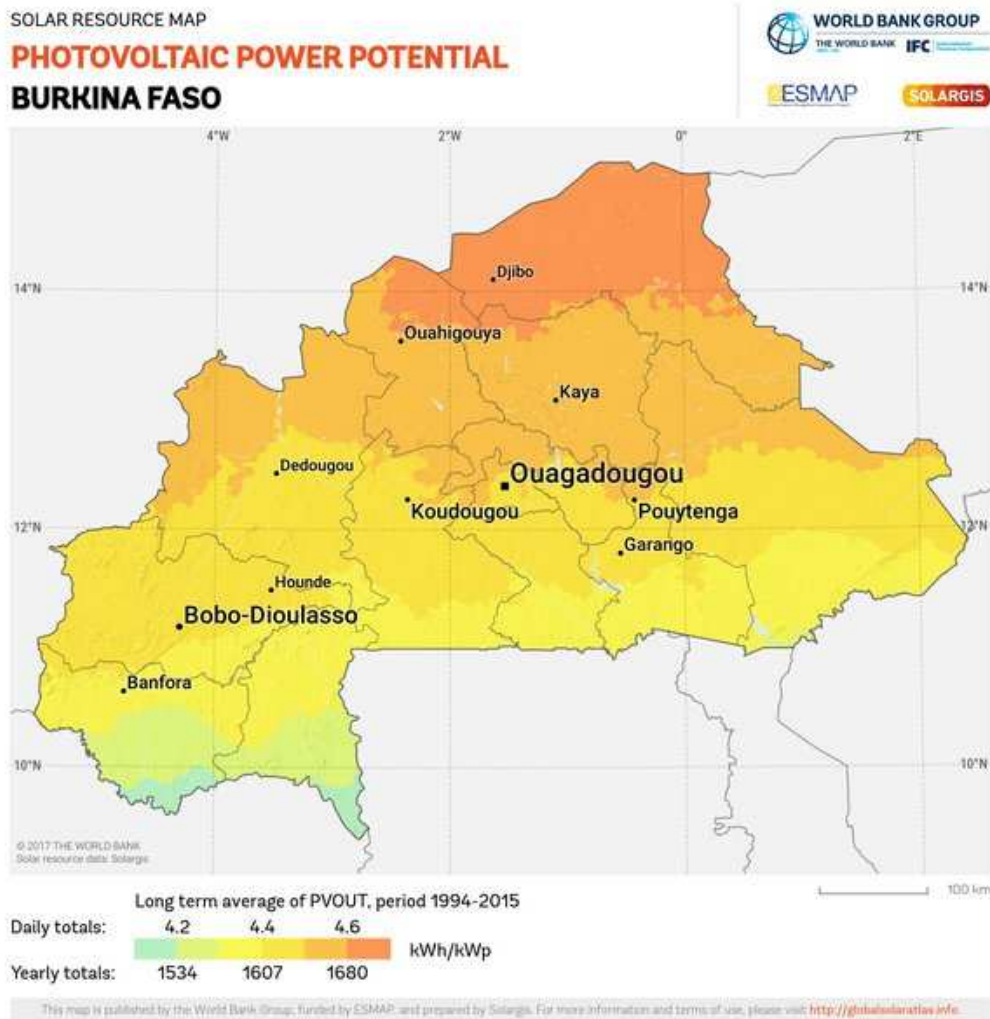 SOLAR RESOURCE MAP
PHOTOVOLTAIC POWER POTENTIAL
BURKINA FASO
WORLD BANK GROUP
THE WORLD BANK IFC
ESMAP SOLARGIS
4°W 2°W 0° 2°E
Djibo
14°N 14°N
Ouahigouya
Kaya
Dedougou
Ouagadougou
Koudougou Pouytenga
12°N 12°N
Garango
Hounde
Bobo-Dioulasso
Banfora
10°N 10°N
© 2017 THE WORLD BANK
Solar resource data: Solargis
100 km
Long term average of PVOUT, period 1994-2015
Daily totals: 4.2 4.4 4.6
kWh/kWp
Yearly totals: 1534 1607 1680
This map is published by the World Bank Group, funded by ESMAP, and prepared by Solargis. For more information and terms of use, please visit http://globalsolaratlas.info.